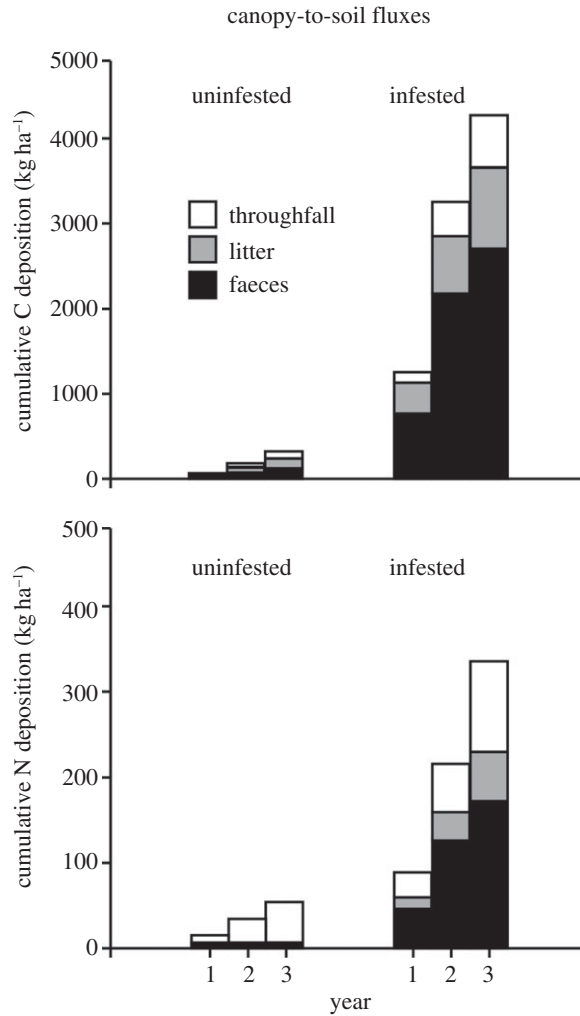 canopy-to-soil fluxes
cumulative C deposition (kg ha⁻¹)
5000
4000
3000
2000
1000
0
uninfested
infested
throughfall
litter
faeces
cumulative N deposition (kg ha⁻¹)
500
400
300
200
100
0
uninfested
infested
1 2 3 1 2 3
year